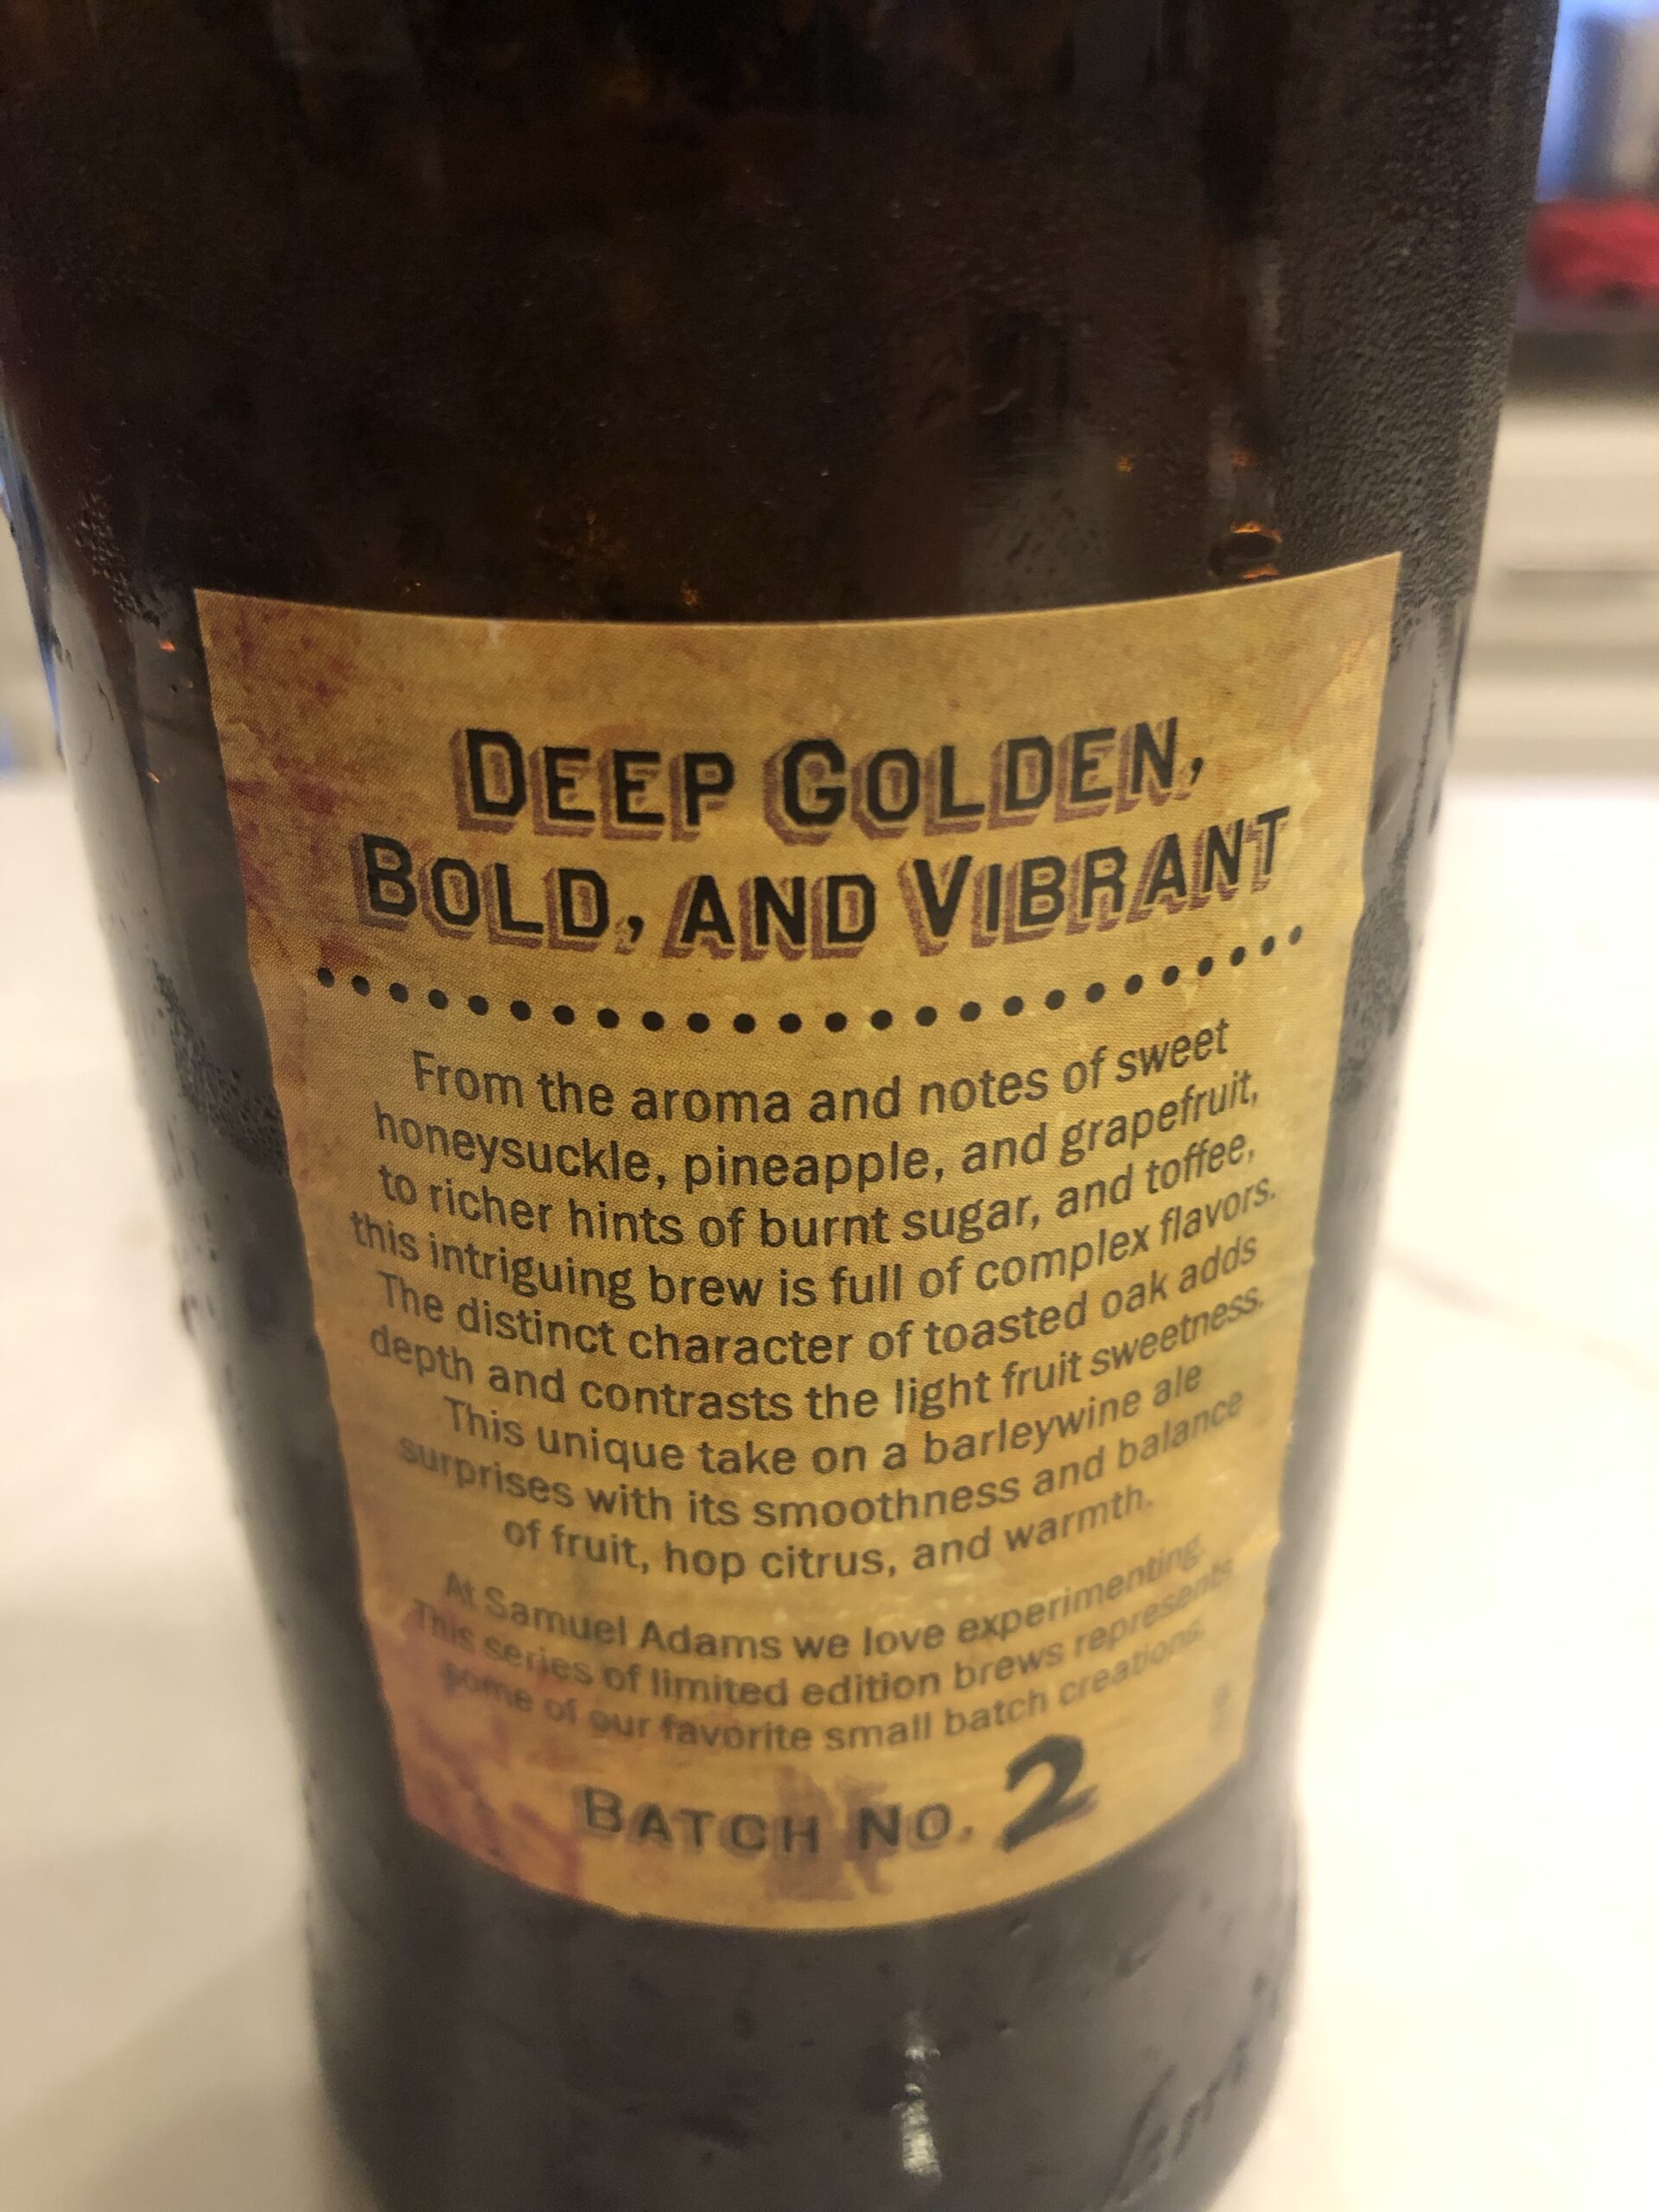 DEEP GOLDEN,
BOLD, AND VIBRANT
From the aroma and notes of sweet
honeysuckle, pineapple, and grapefruit,
to richer hints of burnt sugar, and toffee,
this intriguing brew is full of complex flavors.
The distinct character of toasted oak adds
depth and contrasts the light fruit sweetness.
This unique take on a barleywine ale
surprises with its smoothness and balance
of fruit, hop citrus, and warmth.
At Samuel Adams we love experimenting.
This series of limited edition brews represents
some of our favorite small batch creations.
BATCH NO. 2